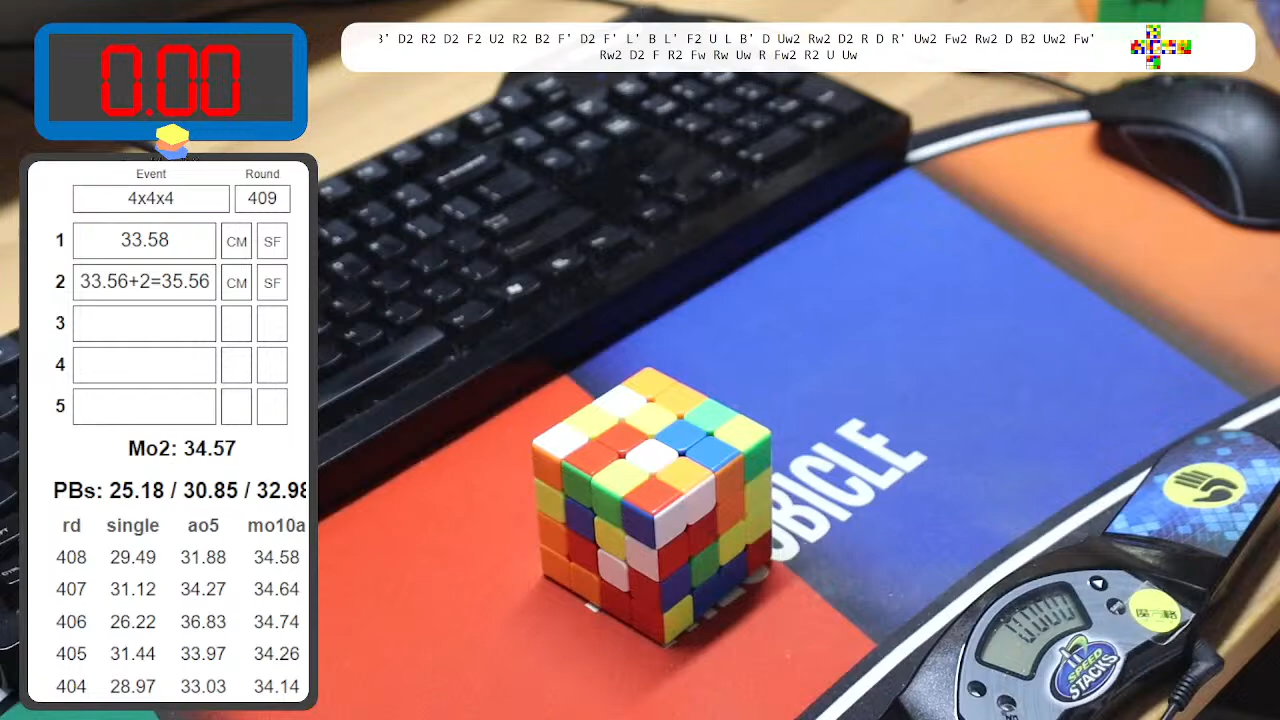 0.00
B' D2 R2 D B F2 U2 R2 B2 F' D2 F' L' B L' F2 U L B' D Uw2 Rw2 D2 R D R' Uw2 Fw2 Rw2 D B2 Uw2 Fw'
Rw2 D2 F R2 Fw Rw Uw R Fw2 R2 U Uw
Event Round
4x4x4 409
1 33.58 CM SF
2 33.56+2=35.56 CM SF
3
4
5
Mo2: 34.57
PBs: 25.18 / 30.85 / 32.98
rd single ao5 mo10a
408 29.49 31.88 34.58
407 31.12 34.27 34.64
406 26.22 36.83 34.74
405 31.44 33.97 34.26
404 28.97 33.03 34.14
UBICLE
0.000
SPEED
STACKS